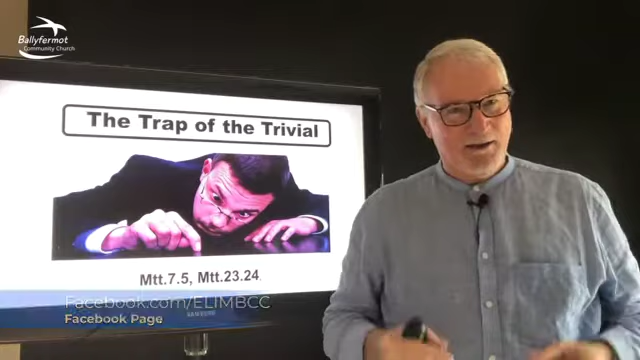 Ballyfermot
Community Church
The Trap of the Trivial
Mtt.7.5, Mtt.23.24
Facebook.com/ELIMBCC
Facebook Page
SAMSUNG